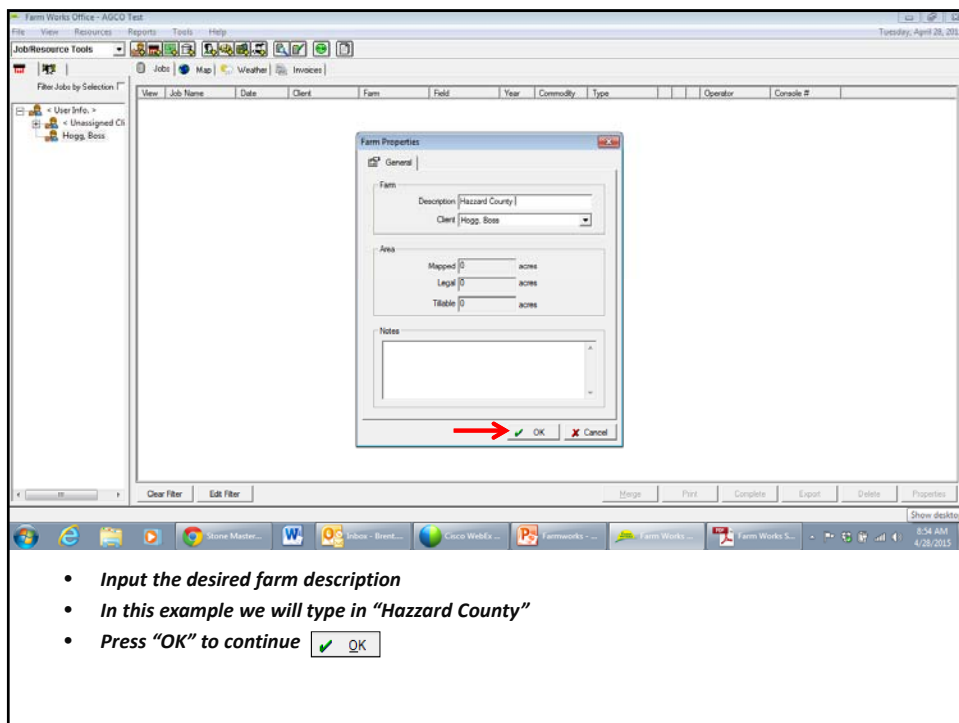 Farm Works Office - AGCO Test
File View Resources Reports Tools Help Tuesday, April 28, 201
Job/Resource Tools
Jobs Map Weather Invoices
Filter Jobs by Selection
View Job Name Date Client Farm Field Year Commodity Type Operator Console #
< User Info. >
< Unassigned Cli
Hogg, Boss
Farm Properties
General
Farm
Description Hazzard County
Client Hogg, Boss
Area
Mapped 0 acres
Legal 0 acres
Tillable 0 acres
Notes
OK Cancel
Clear Filter Edit Filter Merge Print Complete Export Delete Properties
Show deskto
Stone Master... Inbox - Brent... Cisco WebEx ... Farmworks - ... Farm Works ... Farm Works S... 8:54 AM
4/28/2015
• Input the desired farm description
• In this example we will type in “Hazzard County”
• Press “OK” to continue OK